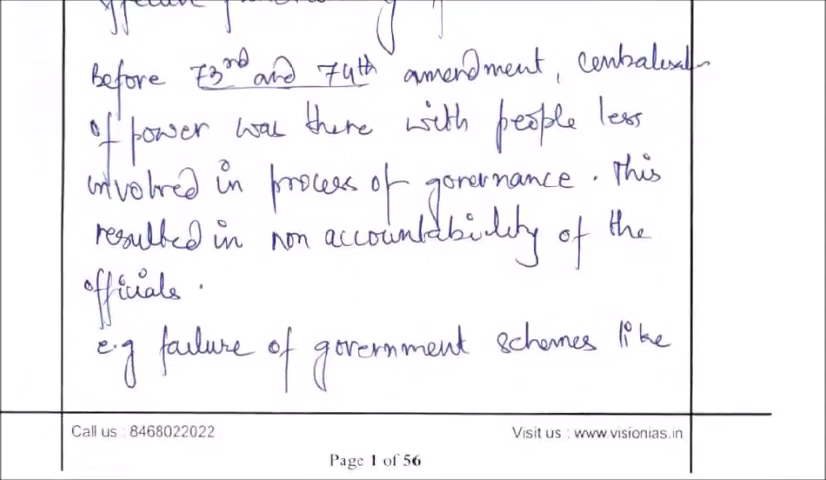 effective
Before 73rd and 74th amendment, centralisation
of power was there with people less
involved in process of governance. This
resulted in non accountability of the
officials.
e.g failure of government schemes like
Call us : 8468022022 Visit us : www.visionias.in
Page 1 of 56